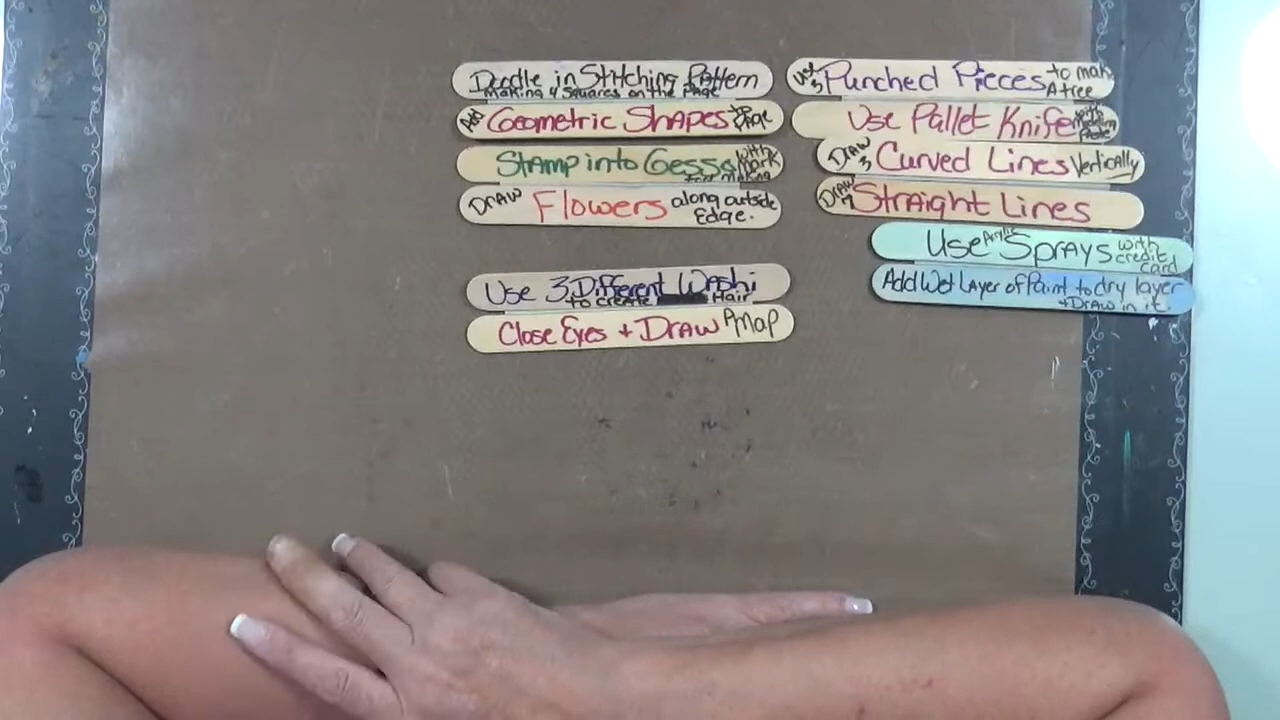 Doodle in Stitching Pattern
making 4 squares on the page
Add Geometric Shapes to page
Stamp into Gesso with Mark
making
DRAW Flowers along outside
Edge.
Use 3 Different Washi
to create Hair
Close Eyes + DRAW A Map
Use 3 Punched Pieces to make
A tree
Use Pallet Knife with
Paste
DRAW 3 Curved Lines Vertically
DRAW 7 Straight Lines
Use Acrylic Sprays with
credit
card
Add Wet Layer of Paint to dry layer
+ Draw in it